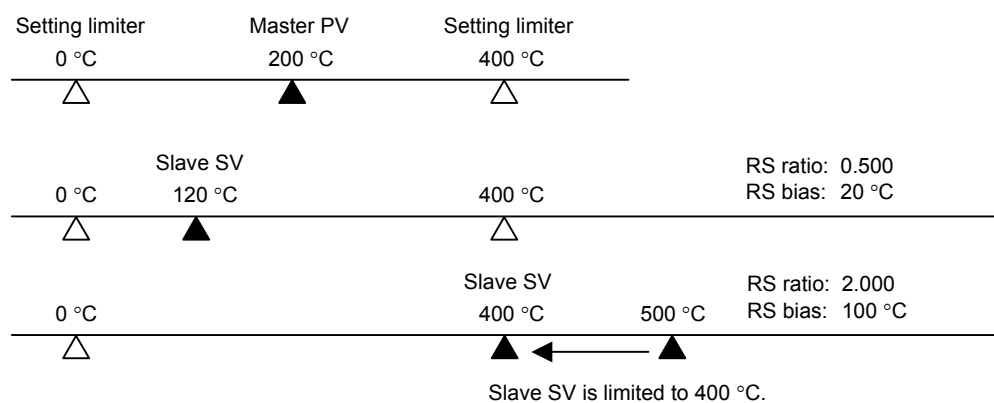 Setting limiter Master PV Setting limiter
0 °C 200 °C 400 °C
Slave SV
RS ratio: 0.500
0 °C 120 °C 400 °C
RS bias: 20 °C
Slave SV
RS ratio: 2.000
0 °C 400 °C 500 °C
RS bias: 100 °C
Slave SV is limited to 400 °C.